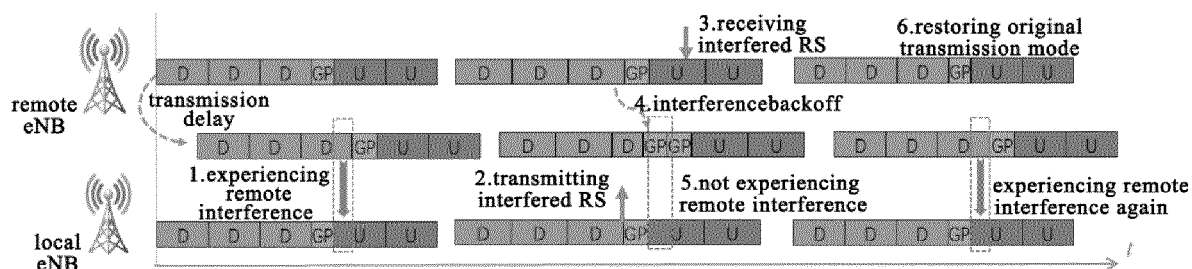 3.receiving
interfered RS
6.restoring original
transmission mode
D D D GP U U
D D D GP U U
D D D GP U U
remote
eNB
transmission
delay
4.interferencebackoff
D D D GP U U
D D D GP GP U U
D D D GP U U
1.experiencing
remote
interference
2.transmitting
interfered RS
5.not experiencing
remote interference
experiencing remote
interference again
local
eNB
D D D GP U U
D D D GP U U
D D D GP U U
t